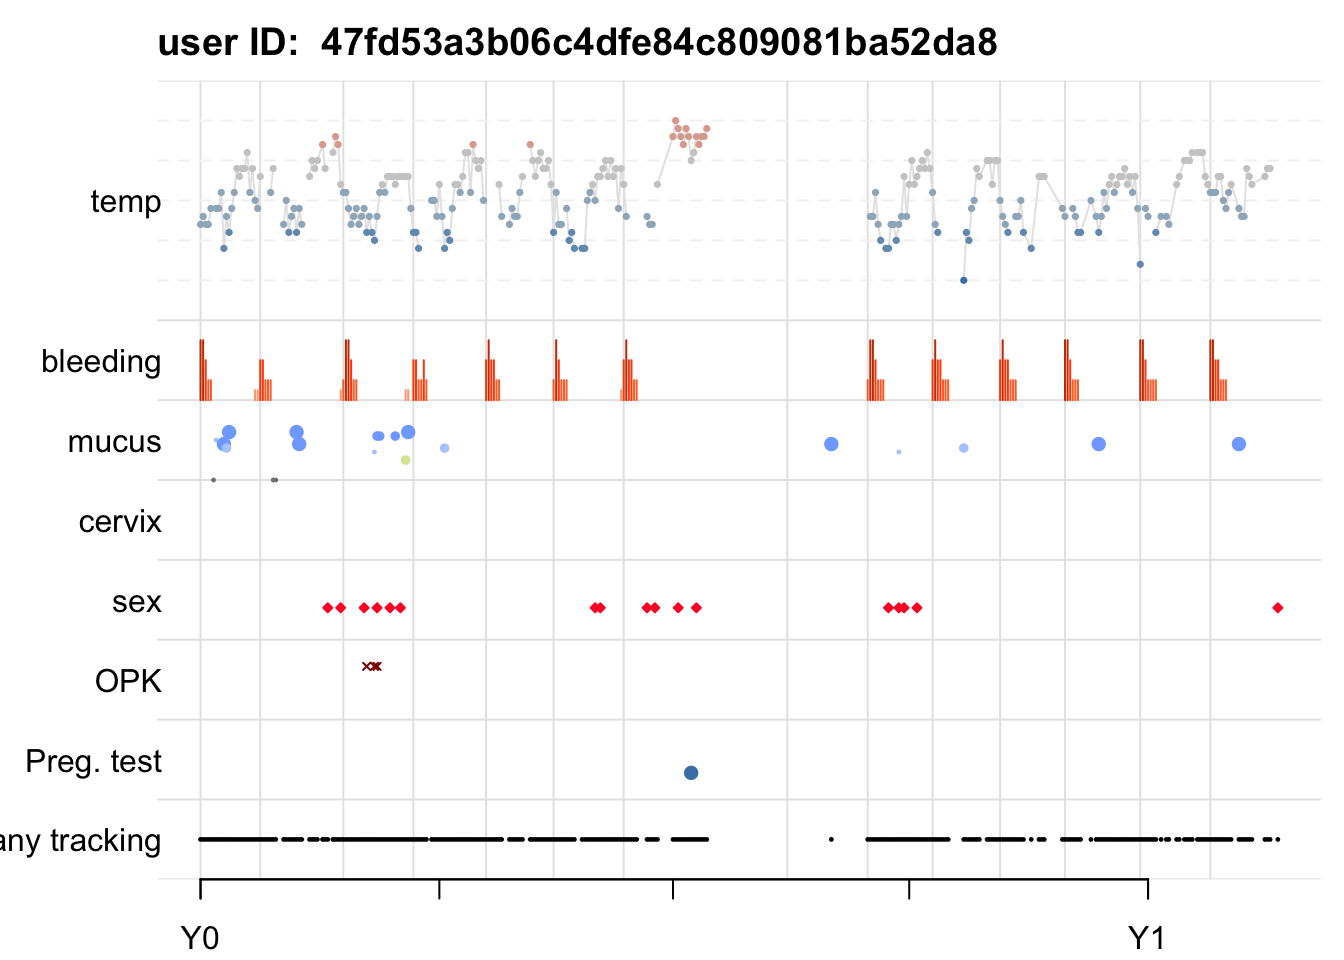 user ID:  47fd53a3b06c4dfe84c809081ba52da8
temp
bleeding
mucus
cervix
sex
OPK
Preg. test
any tracking
Y0
Y1